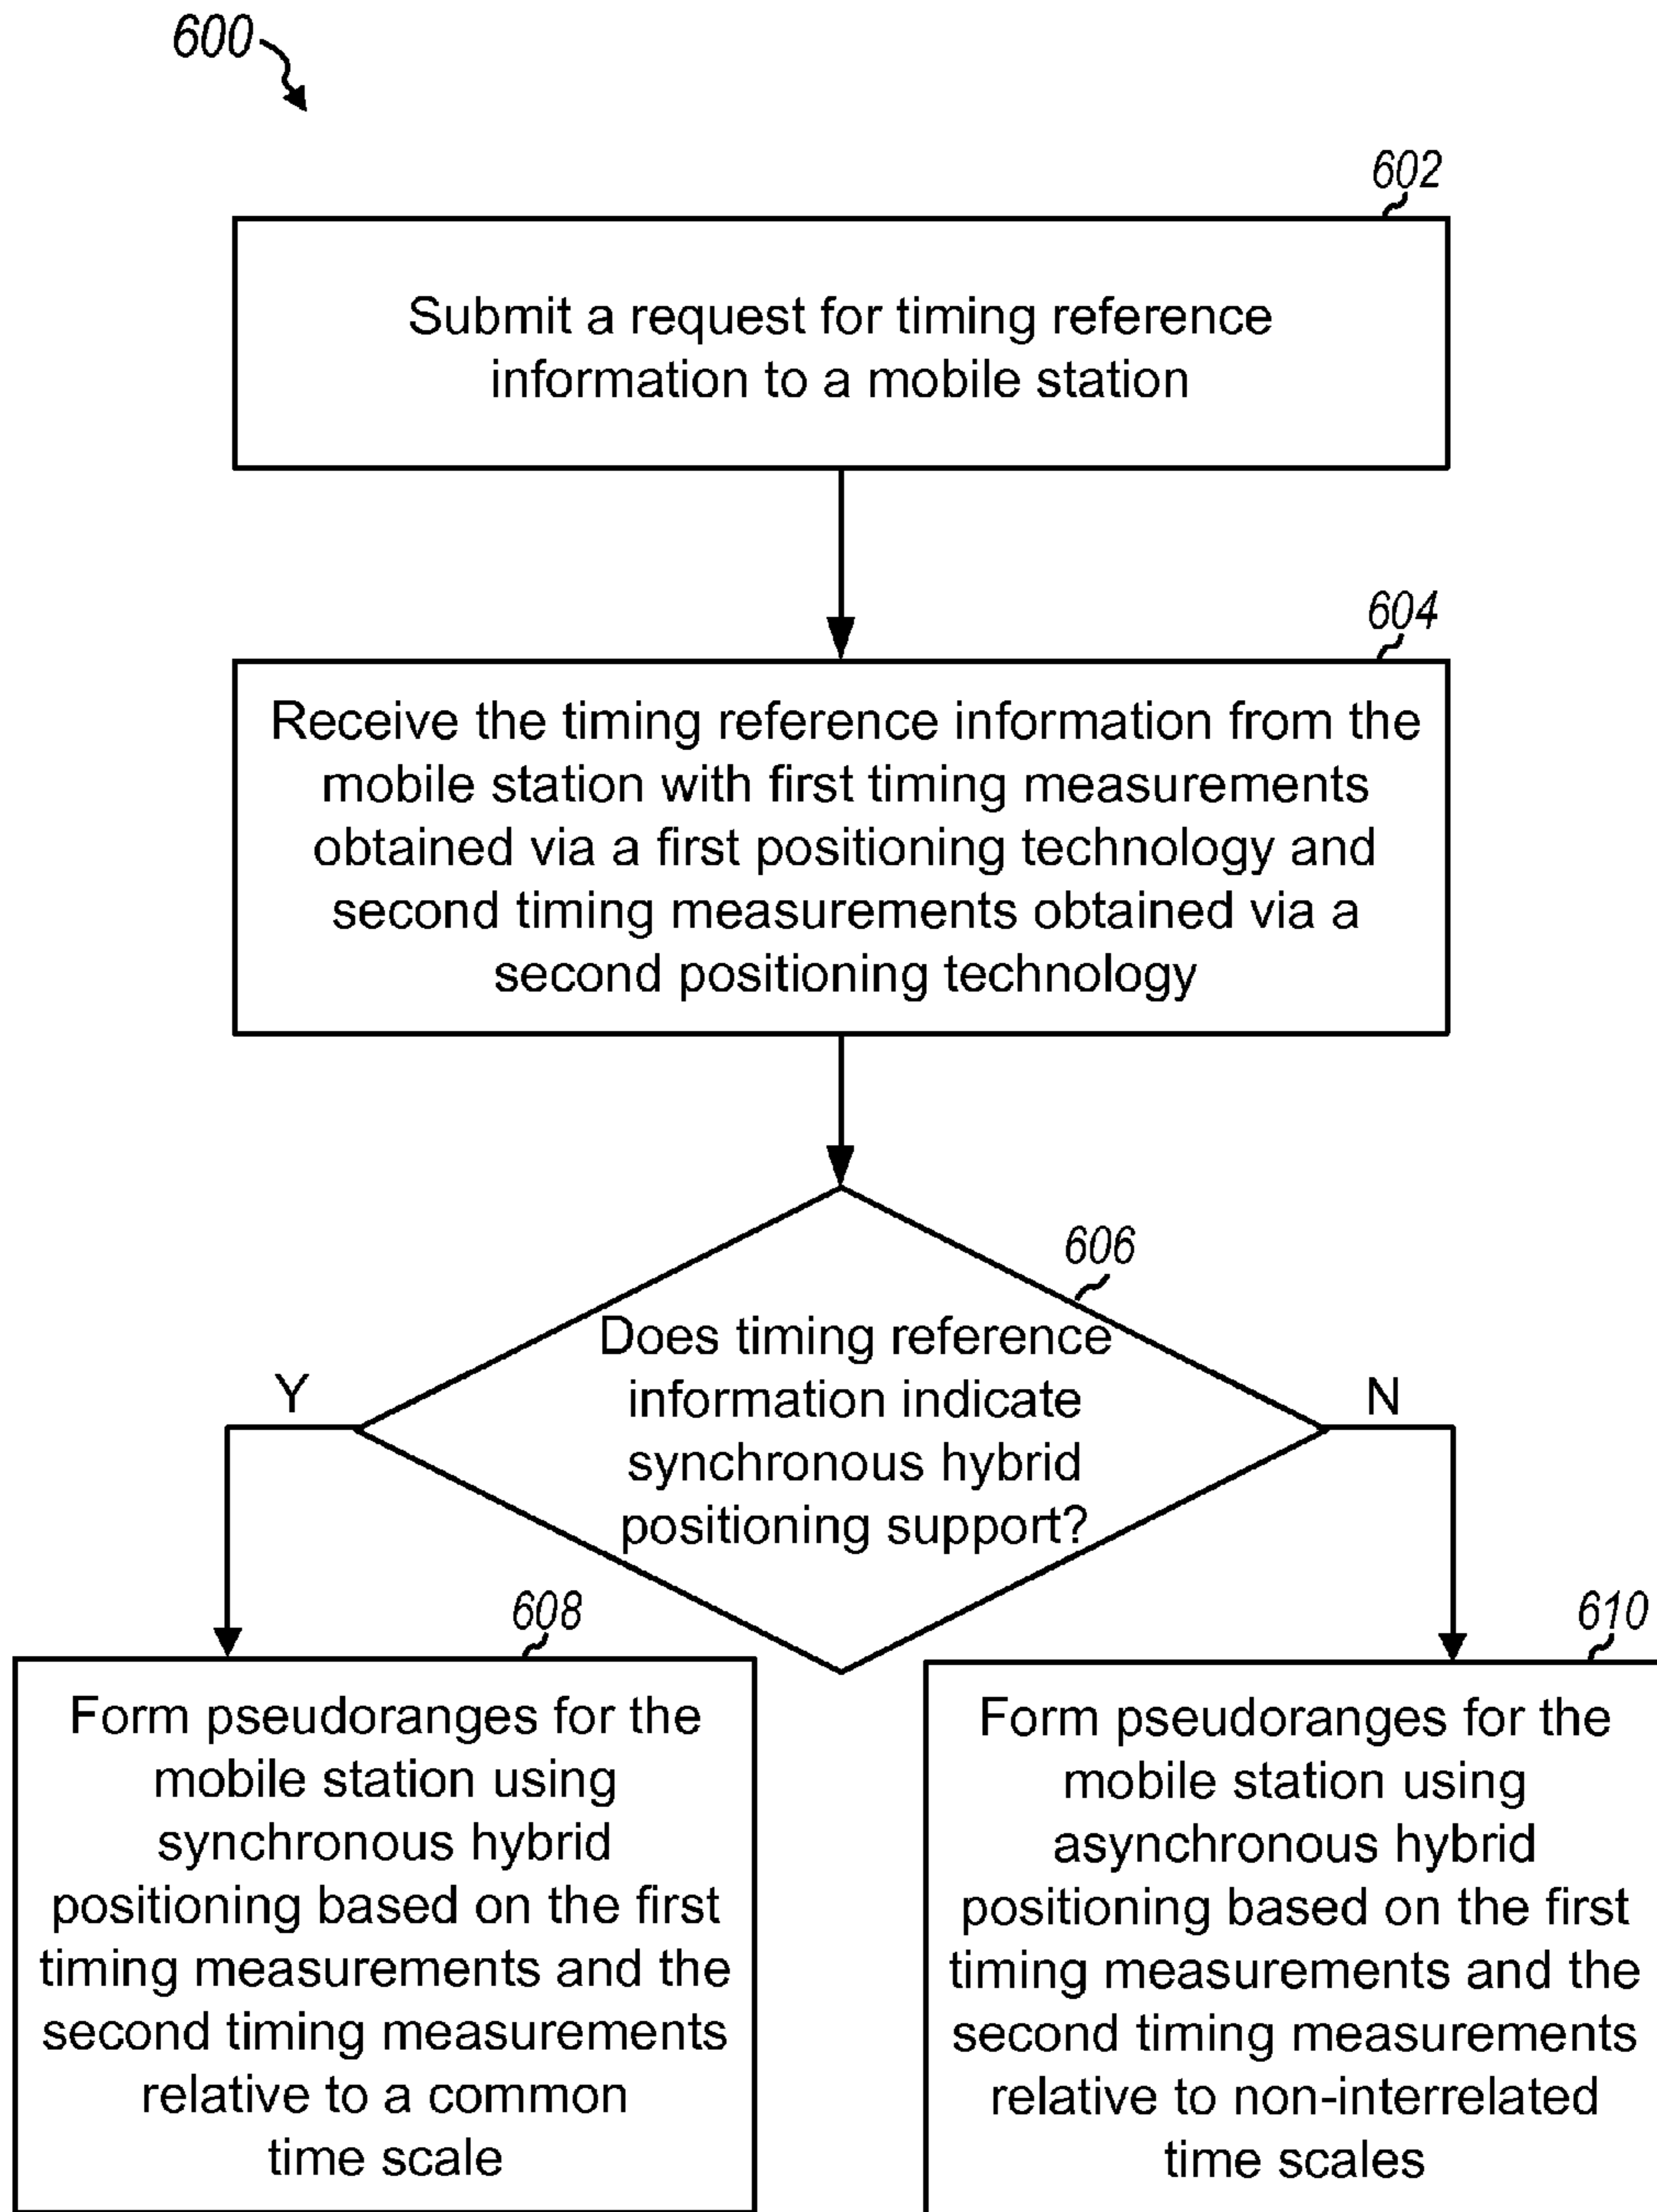 600
602
Submit a request for timing reference
information to a mobile station
604
Receive the timing reference information from the
mobile station with first timing measurements
obtained via a first positioning technology and
second timing measurements obtained via a
second positioning technology
606
Does timing reference
information indicate
synchronous hybrid
positioning support?
Y
N
608
Form pseudoranges for the
mobile station using
synchronous hybrid
positioning based on the first
timing measurements and the
second timing measurements
relative to a common
time scale
610
Form pseudoranges for the
mobile station using
asynchronous hybrid
positioning based on the first
timing measurements and the
second timing measurements
relative to non-interrelated
time scales